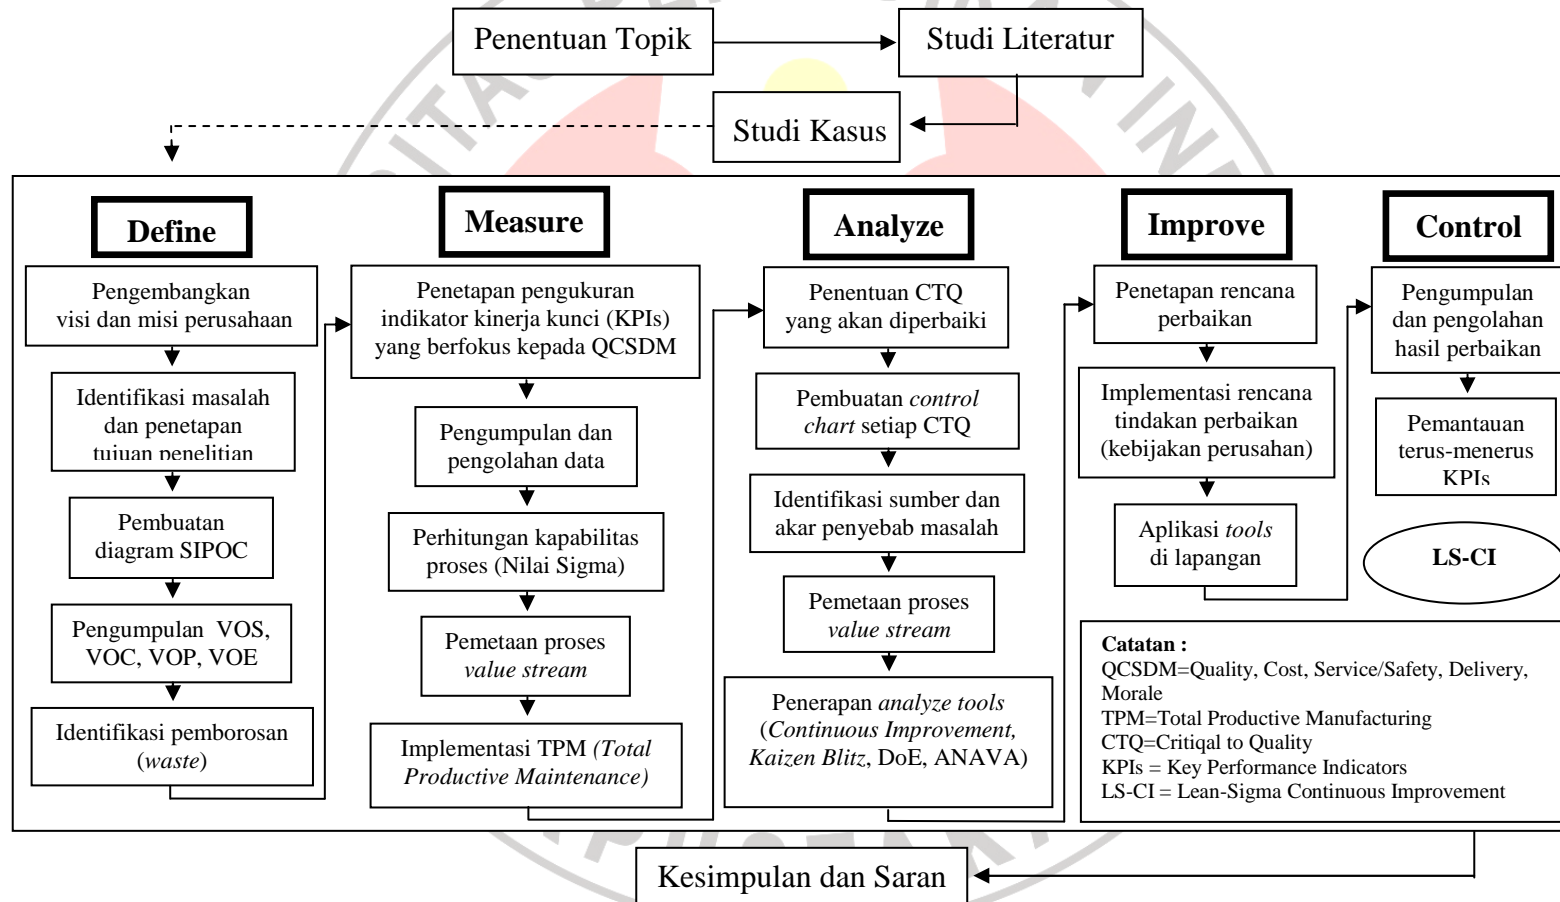 Penentuan Topik
Studi Literatur
Studi Kasus
Define
Pengembangkan
visi dan misi perusahaan
Identifikasi masalah
dan penetapan
tujuan penelitian
Pembuatan
diagram SIPOC
Pengumpulan VOS,
VOC, VOP, VOE
Identifikasi pemborosan
(waste)
Measure
Penetapan pengukuran
indikator kinerja kunci (KPIs)
yang berfokus kepada QCSDM
Pengumpulan dan
pengolahan data
Perhitungan kapabilitas
proses (Nilai Sigma)
Pemetaan proses
value stream
Implementasi TPM (Total
Productive Maintenance)
Analyze
Penentuan CTQ
yang akan diperbaiki
Pembuatan control
chart setiap CTQ
Identifikasi sumber dan
akar penyebab masalah
Pemetaan proses
value stream
Penerapan analyze tools
(Continuous Improvement,
Kaizen Blitz, DoE, ANAVA)
Improve
Penetapan rencana
perbaikan
Implementasi rencana
tindakan perbaikan
(kebijakan perusahan)
Aplikasi tools
di lapangan
Control
Pengumpulan
dan pengolahan
hasil perbaikan
Pemantauan
terus-menerus
KPIs
LS-CI
Catatan :
QCSDM=Quality, Cost, Service/Safety, Delivery,
Morale
TPM=Total Productive Manufacturing
CTQ=Critiqal to Quality
KPIs = Key Performance Indicators
LS-CI = Lean-Sigma Continuous Improvement
Kesimpulan dan Saran